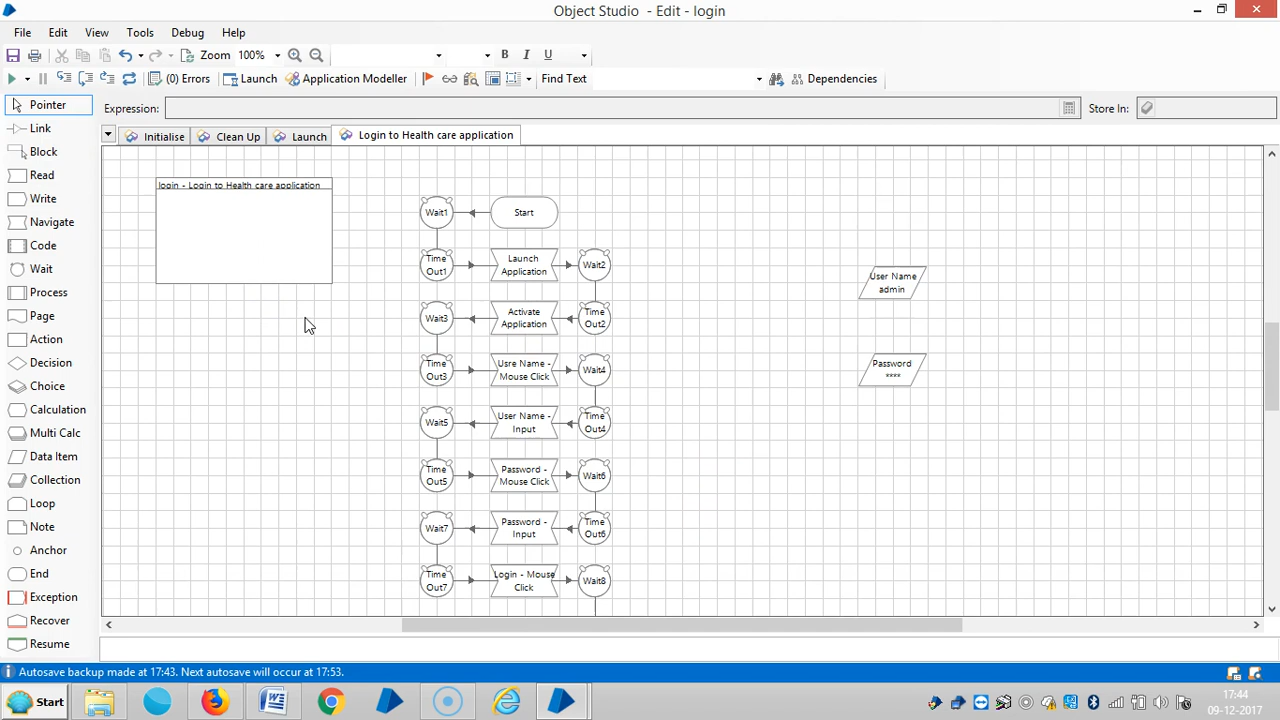 Object Studio - Edit - login
File Edit View Tools Debug Help
Zoom 100% B I U
(0) Errors Launch Application Modeller Find Text Dependencies
Expression: Store In:
Pointer
Link
Block
Read
Write
Navigate
Code
Wait
Process
Page
Action
Decision
Choice
Calculation
Multi Calc
Data Item
Collection
Loop
Note
Anchor
End
Exception
Recover
Resume
Initialise Clean Up Launch Login to Health care application
login - Login to Health care application
Wait1 Start
Time
Out1
Launch
Application
Wait2
Wait3
Activate
Application
Time
Out2
Time
Out3
Usre Name -
Mouse Click
Wait4
Wait5
User Name -
Input
Time
Out4
Time
Out5
Password -
Mouse Click
Wait6
Wait7
Password -
Input
Time
Out6
Time
Out7
Login - Mouse
Click
Wait8
User Name
admin
Password
****
Autosave backup made at 17:43. Next autosave will occur at 17:53.
Start
17:44
09-12-2017